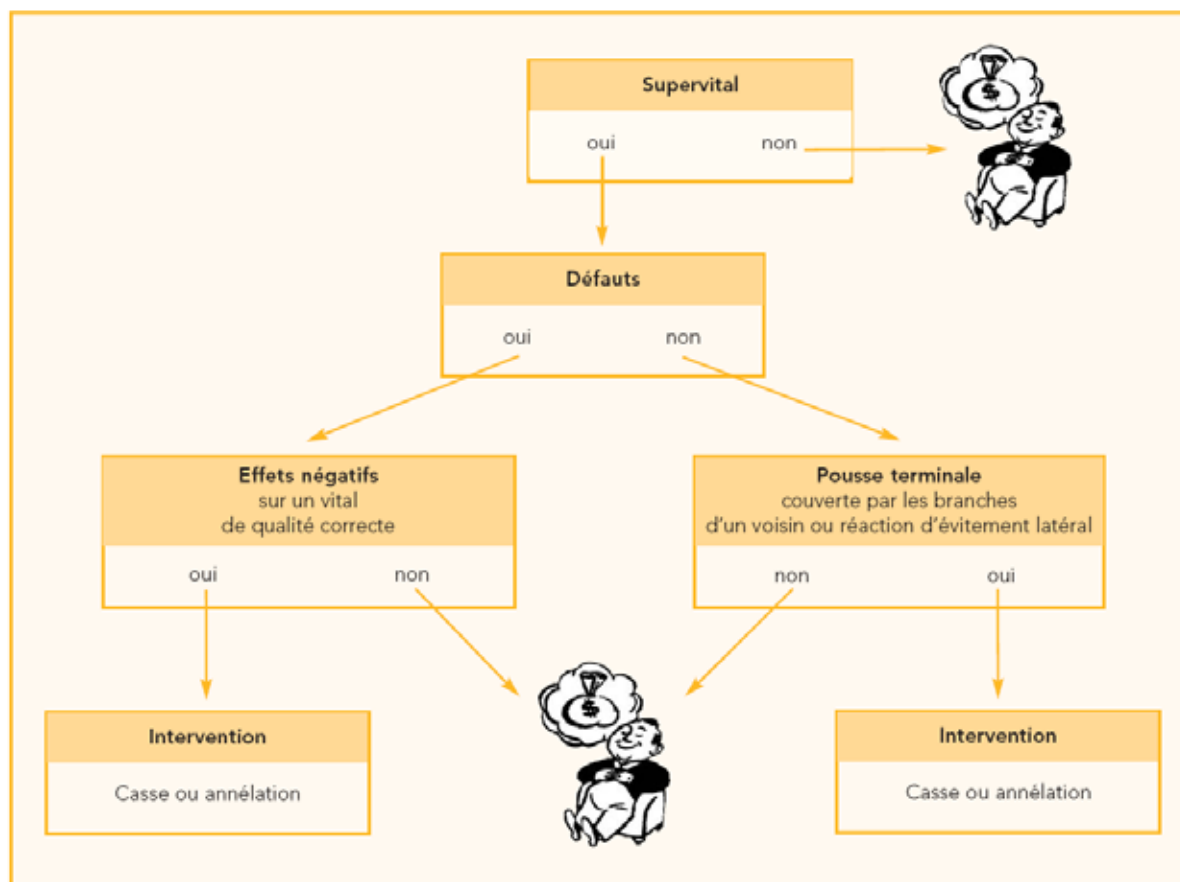 Supervital
oui non
Défauts
oui non
Effets négatifs
sur un vital
de qualité correcte
oui non
Pousse terminale
couverte par les branches
d'un voisin ou réaction d'évitement latéral
non oui
Intervention
Casse ou annélation
Intervention
Casse ou annélation
$
$